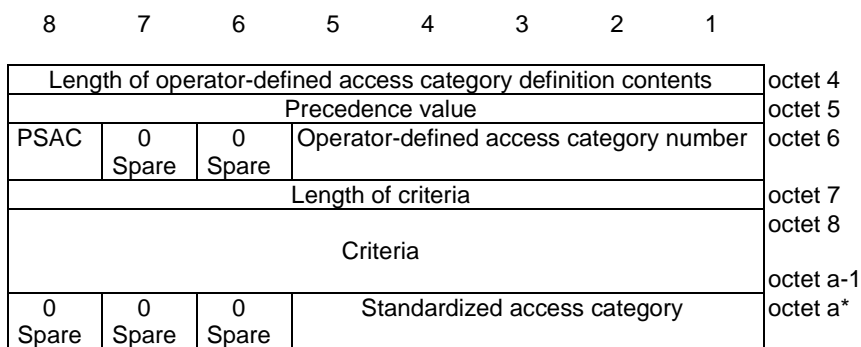 8 7 6 5 4 3 2 1
Length of operator-defined access category definition contents octet 4
Precedence value octet 5
PSAC 0 0 Operator-defined access category number octet 6
Spare Spare
Length of criteria octet 7
octet 8
Criteria
octet a-1
0 0 0 Standardized access category octet a*
Spare Spare Spare